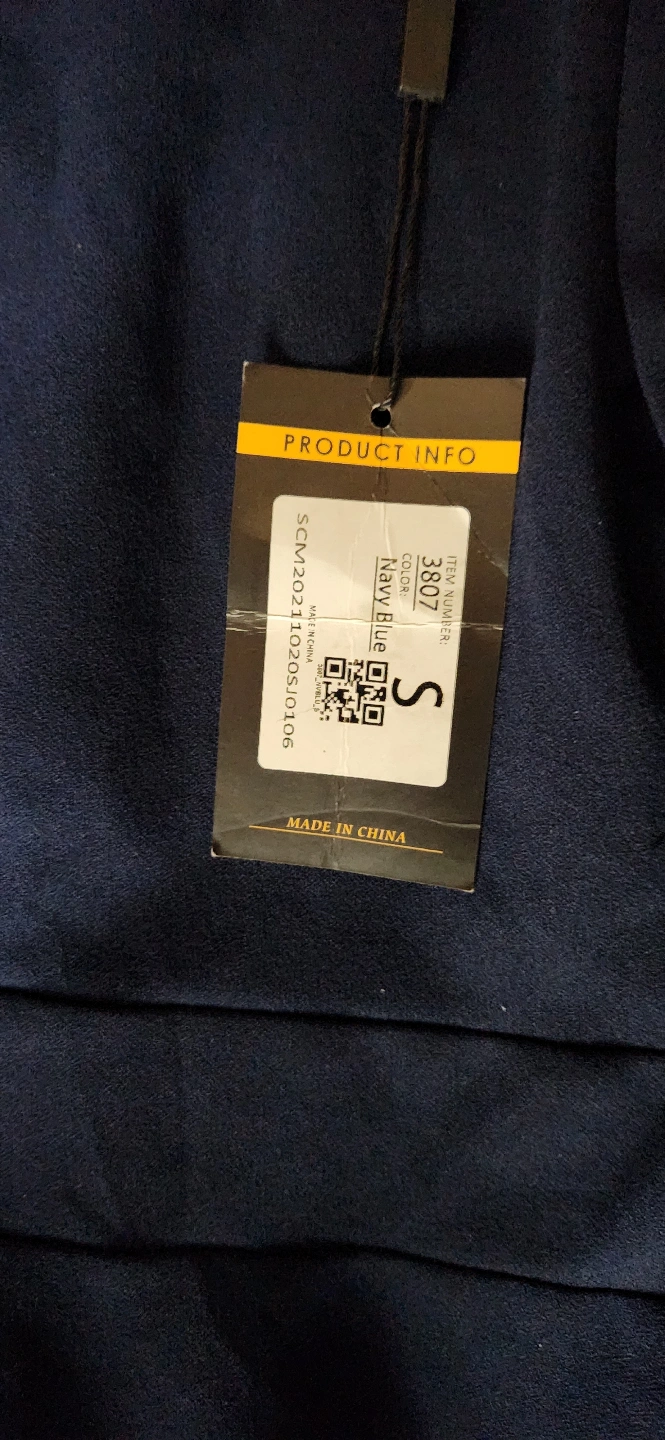 PRODUCT INFO
ITEM NUMBER:
3807
COLOR:
Navy Blue
S
MADE IN CHINA
SCM20211020SJ0106
MADE IN CHINA